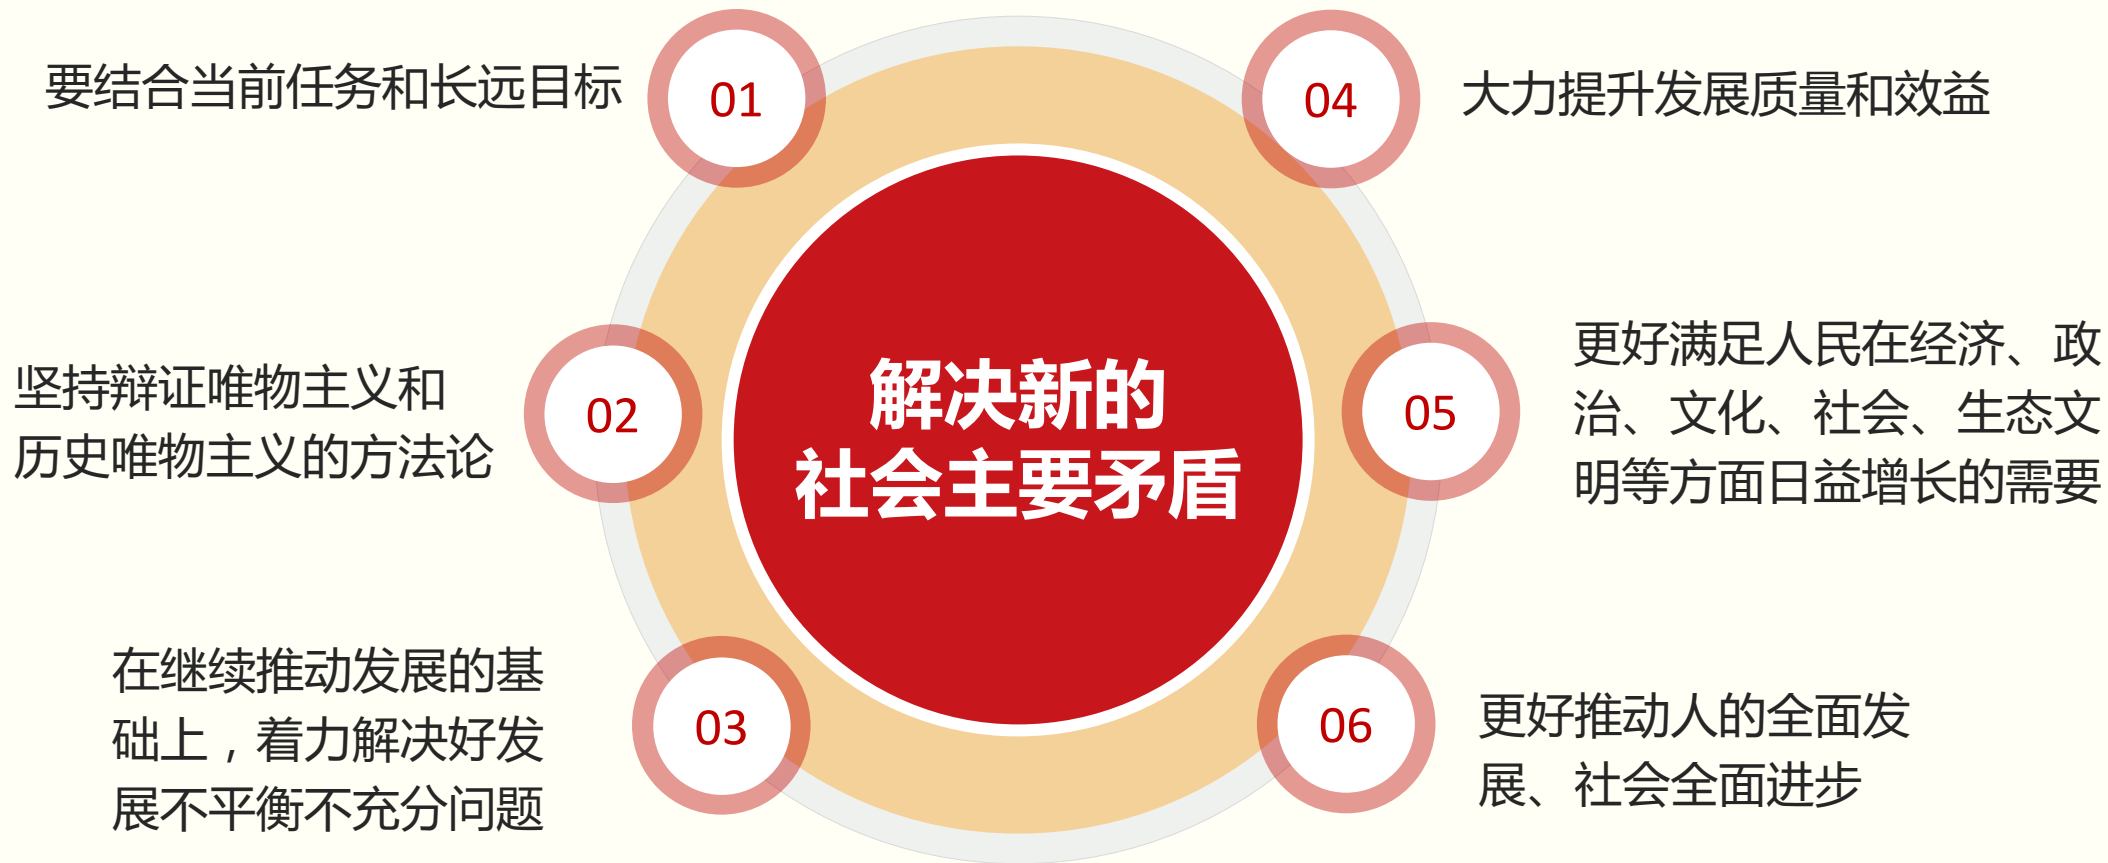 要结合当前任务和长远目标
01
坚持辩证唯物主义和
历史唯物主义的方法论
02
在继续推动发展的基
础上，着力解决好发
展不平衡不充分问题
03
解决新的
社会主要矛盾
04
大力提升发展质量和效益
05
更好满足人民在经济、政
治、文化、社会、生态文
明等方面日益增长的需要
06
更好推动人的全面发
展、社会全面进步